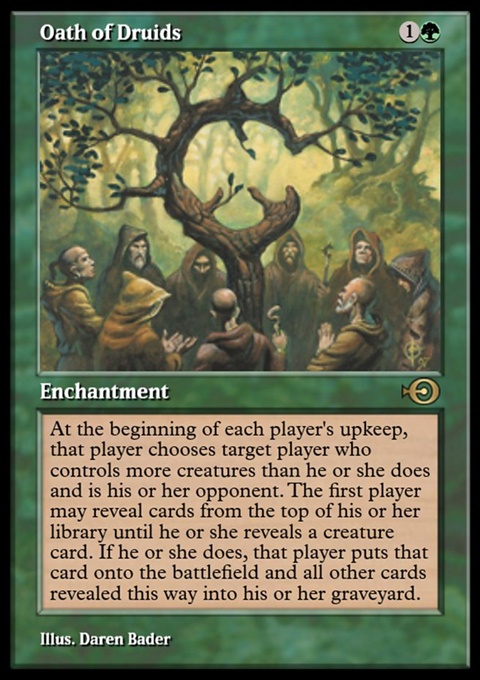 Oath of Druids 1
Enchantment
At the beginning of each player's upkeep,
that player chooses target player who
controls more creatures than he or she does
and is his or her opponent. The first player
may reveal cards from the top of his or her
library until he or she reveals a creature
card. If he or she does, that player puts that
card onto the battlefield and all other cards
revealed this way into his or her graveyard.
Illus. Daren Bader